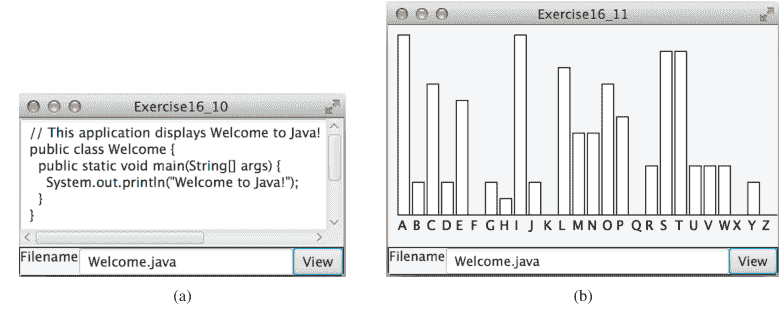 Exercise16_10
// This application displays Welcome to Java!
public class Welcome {
public static void main(String[] args) {
System.out.println("Welcome to Java!");
}
}
Filename Welcome.java View
(a)
Exercise16_11
A B C D E F G H I J K L M N O P Q R S T U V W X Y Z
Filename Welcome.java View
(b)